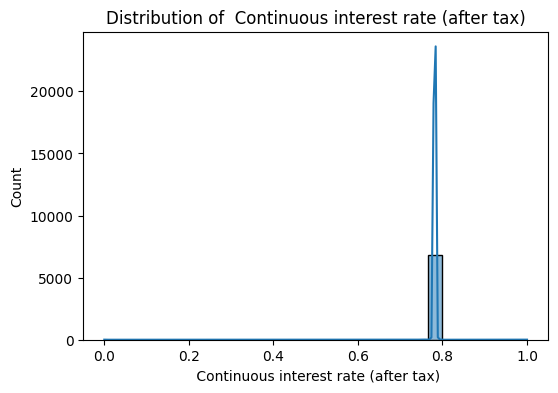 Distribution of  Continuous interest rate (after tax)
Count
20000
15000
10000
5000
0
0.0 0.2 0.4 0.6 0.8 1.0
Continuous interest rate (after tax)